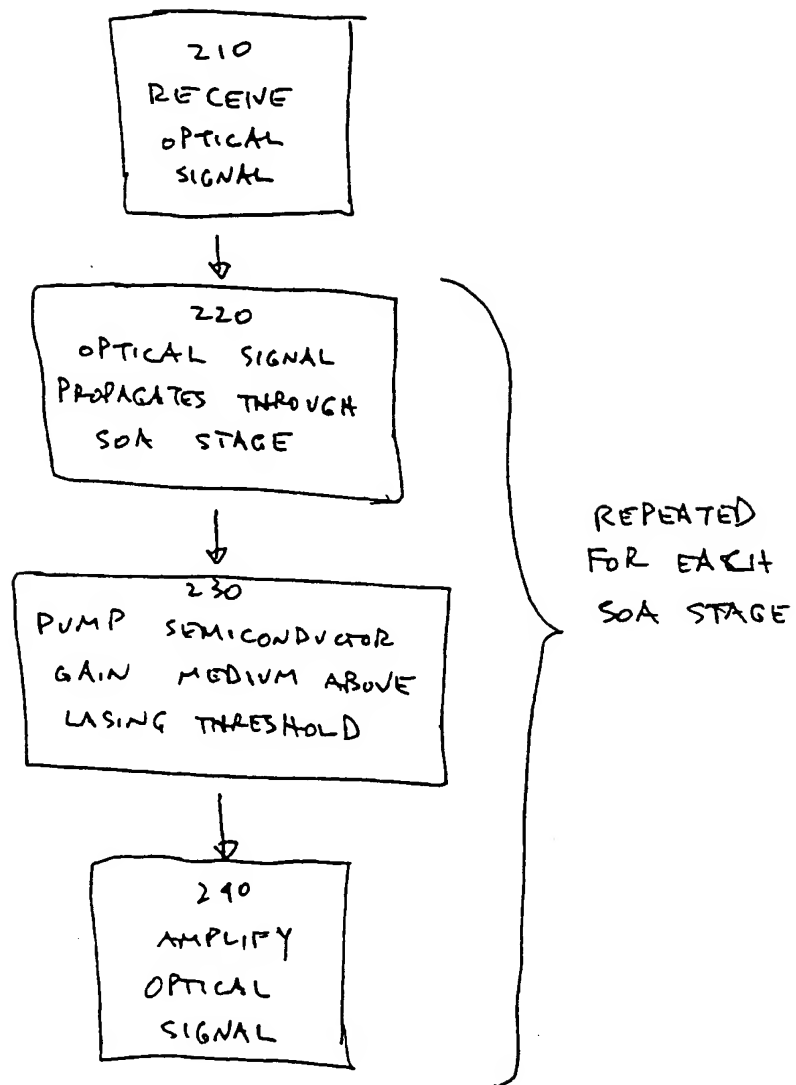 210
RECEIVE
OPTICAL
SIGNAL
220
OPTICAL SIGNAL
PROPAGATES THROUGH
SOA STAGE
230
PUMP SEMICONDUCTOR
GAIN MEDIUM ABOVE
LASING THRESHOLD
240
AMPLIFY
OPTICAL
SIGNAL
REPEATED
FOR EACH
SOA STAGE